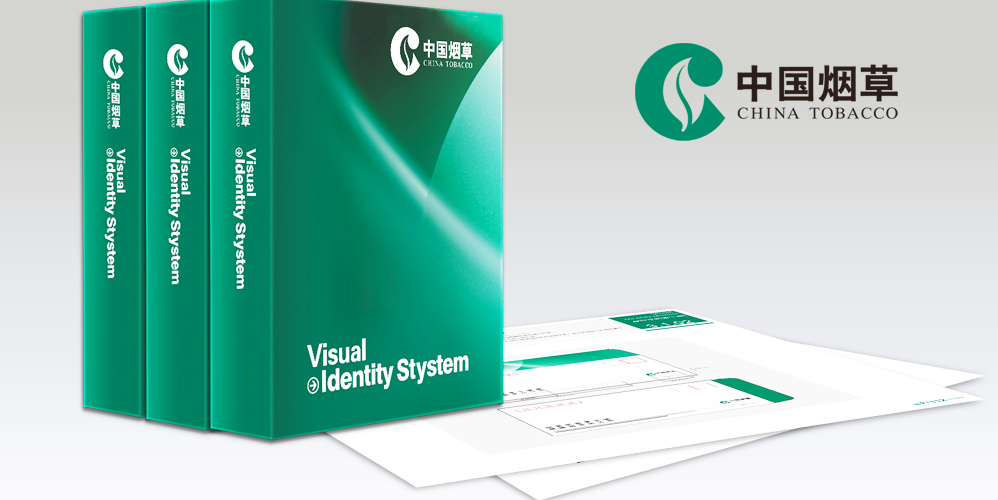 中国烟草
CHINA TOBACCO
Visual
Identity Stystem
中国烟草
CHINA TOBACCO
Visual
Identity Stystem
中国烟草
CHINA TOBACCO
Visual
Identity Stystem
中国烟草
CHINA TOBACCO
Visual
Identity Stystem
中国烟草
CHINA TOBACCO